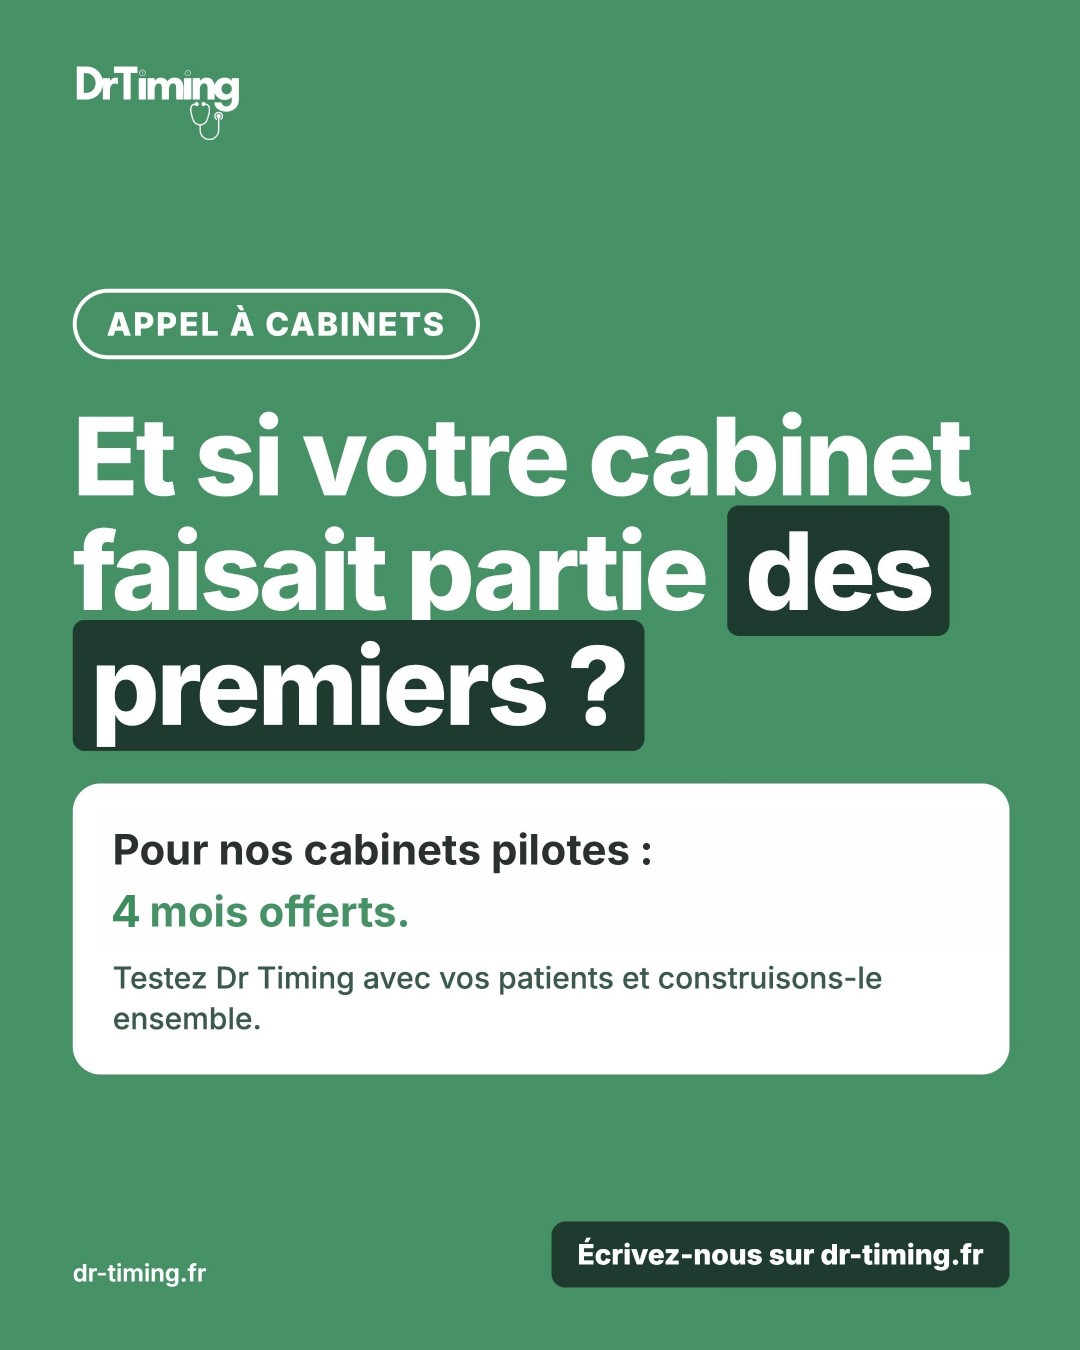 DrTiming
APPEL À CABINETS
Et si votre cabinet
faisait partie des
premiers ?
Pour nos cabinets pilotes :
4 mois offerts.
Testez Dr Timing avec vos patients et construisons-le
ensemble.
dr-timing.fr
Écrivez-nous sur dr-timing.fr